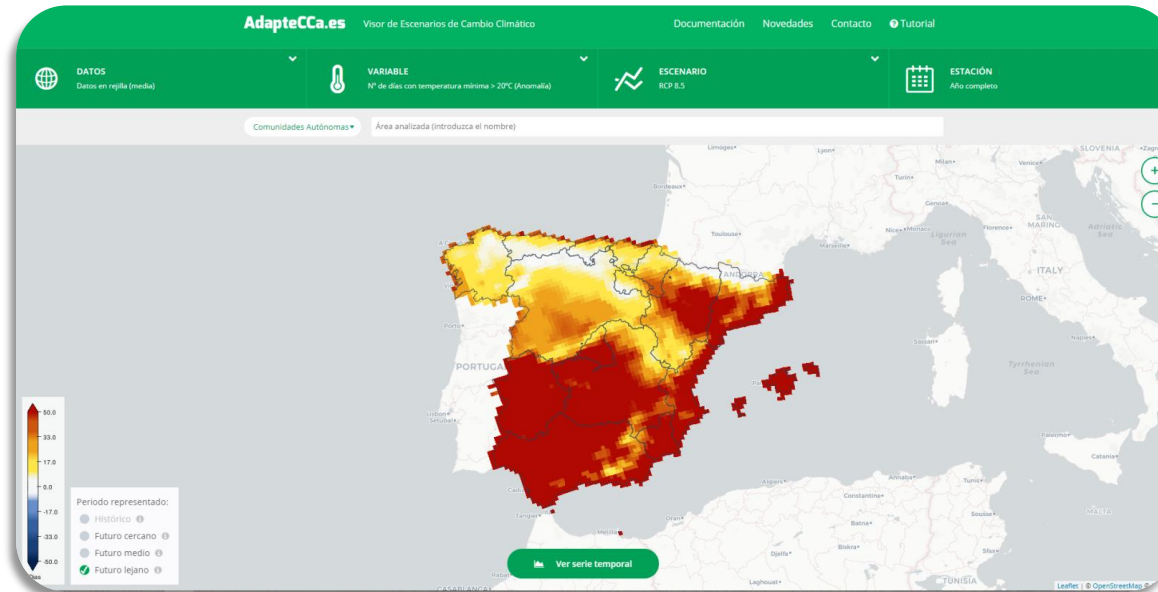 AdapteCCa.es
Visor de Escenarios de Cambio Climático
Documentación
Novedades
Contacto
Tutorial
DATOS
Datos en rejilla (media)
VARIABLE
Nº de días con temperatura mínima > 20ºC (Anomalía)
ESCENARIO
RCP 8.5
ESTACIÓN
Año completo
Comunidades Autónomas
Área analizada (introduzca el nombre)
Limoges
Lyon
Milan
Venice
SLOVENIA
Turin
Bordeaux
Genoa
SAN
MARINO
Florence
Nice
Monaco
Ligurian
Sea
Adriatic
Sea
Toulouse
Marseille
ANDORRA
ITALY
ROME
Porto
Naples
Sassari
Tyrrhenian
Sea
PORTUGA
Lisbon
Setúbal
Palermo
Catania
Algiers
Annaba
Tunis
Constantine
Tangier
Oran
Melilla
Batna
Sousse
MALTA
Djelfa
Biskra
Sfax
Rabat
CASABLANCA
Laghouat
TUNISIA
50.0
33.0
17.0
0.0
-17.0
-33.0
-50.0
Días
Periodo representado:
Histórico
Futuro cercano
Futuro medio
Futuro lejano
Ver serie temporal
Leaflet | © OpenStreetMap ©
+
−